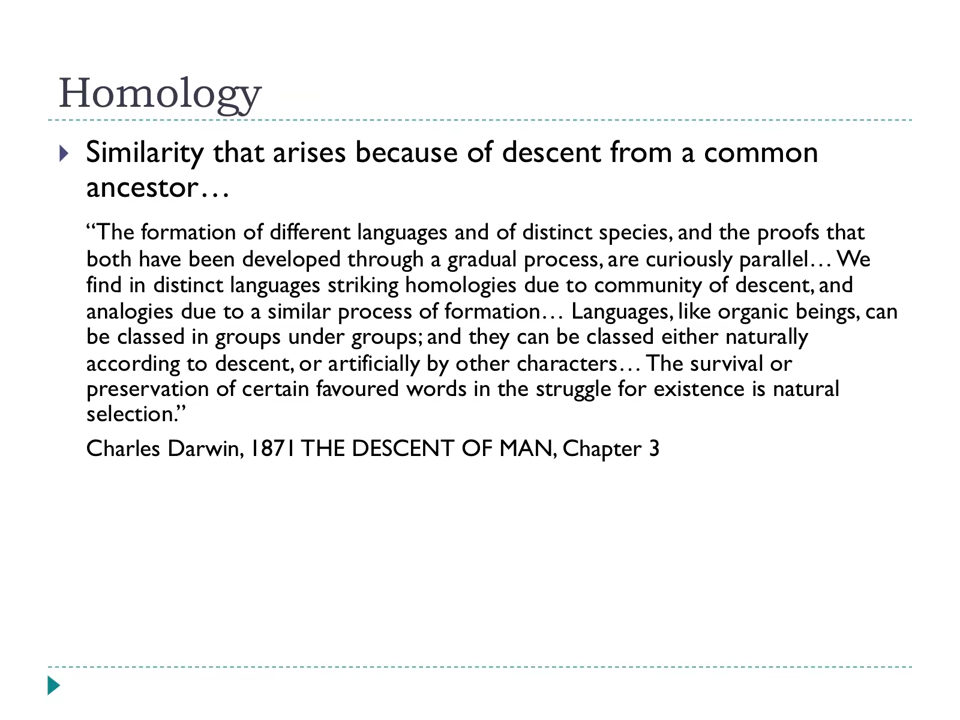 Homology
Similarity that arises because of descent from a common
ancestor…
“The formation of different languages and of distinct species, and the proofs that
both have been developed through a gradual process, are curiously parallel… We
find in distinct languages striking homologies due to community of descent, and
analogies due to a similar process of formation… Languages, like organic beings, can
be classed in groups under groups; and they can be classed either naturally
according to descent, or artificially by other characters… The survival or
preservation of certain favoured words in the struggle for existence is natural
selection.”
Charles Darwin, 1871 THE DESCENT OF MAN, Chapter 3